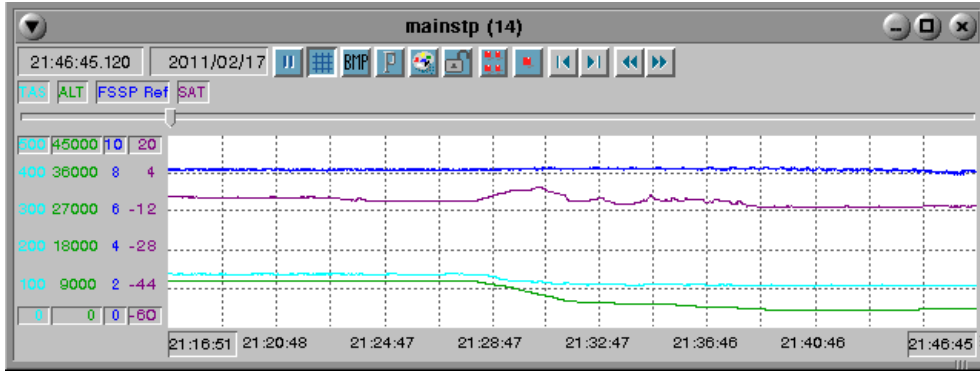 mainstp (14)
21:46:45.120 2011/02/17 BMP P
TAS ALT FSSP Ref SAT
500 45000 10 20
400 36000 8 4
300 27000 6 -12
200 18000 4 -28
100 9000 2 -44
0 0 0 -60
21:16:51 21:20:48 21:24:47 21:28:47 21:32:47 21:36:46 21:40:46 21:46:45